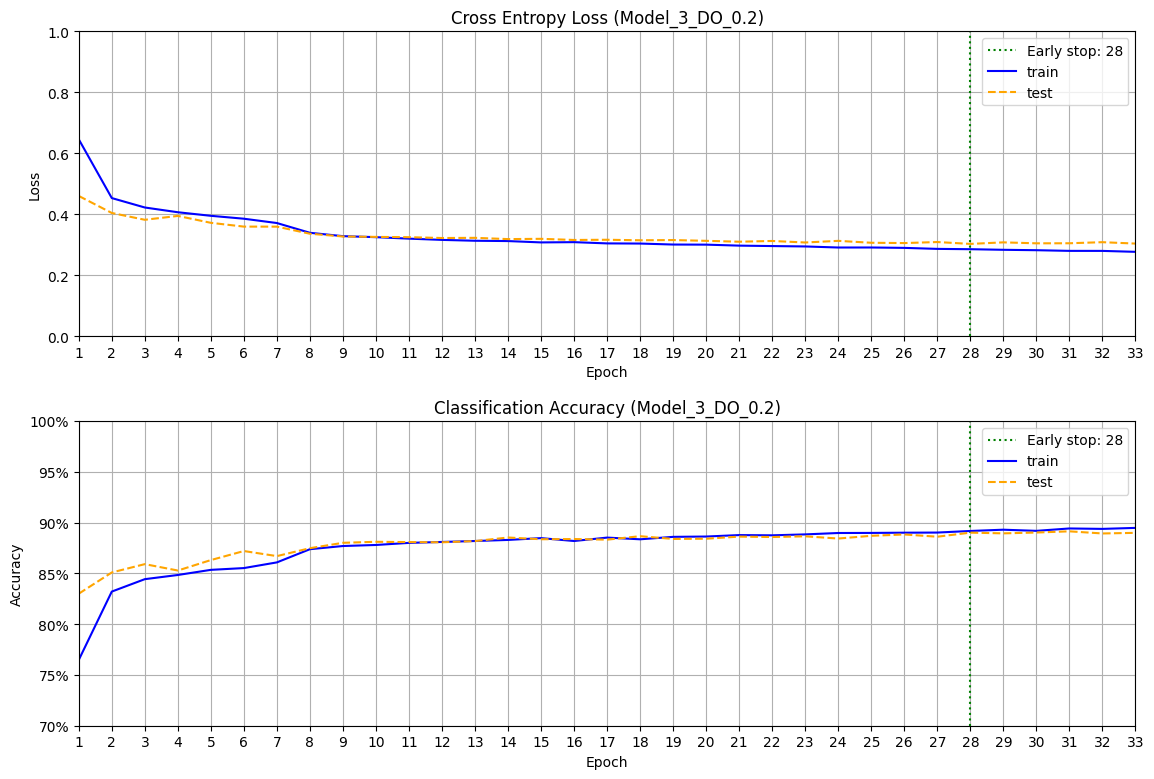 Cross Entropy Loss (Model_3_DO_0.2)
1.0
0.8
0.6
0.4
0.2
0.0
Loss
Early stop: 28
train
test
1 2 3 4 5 6 7 8 9 10 11 12 13 14 15 16 17 18 19 20 21 22 23 24 25 26 27 28 29 30 31 32 33
Epoch
Classification Accuracy (Model_3_DO_0.2)
100%
95%
90%
85%
80%
75%
70%
Accuracy
Early stop: 28
train
test
1 2 3 4 5 6 7 8 9 10 11 12 13 14 15 16 17 18 19 20 21 22 23 24 25 26 27 28 29 30 31 32 33
Epoch